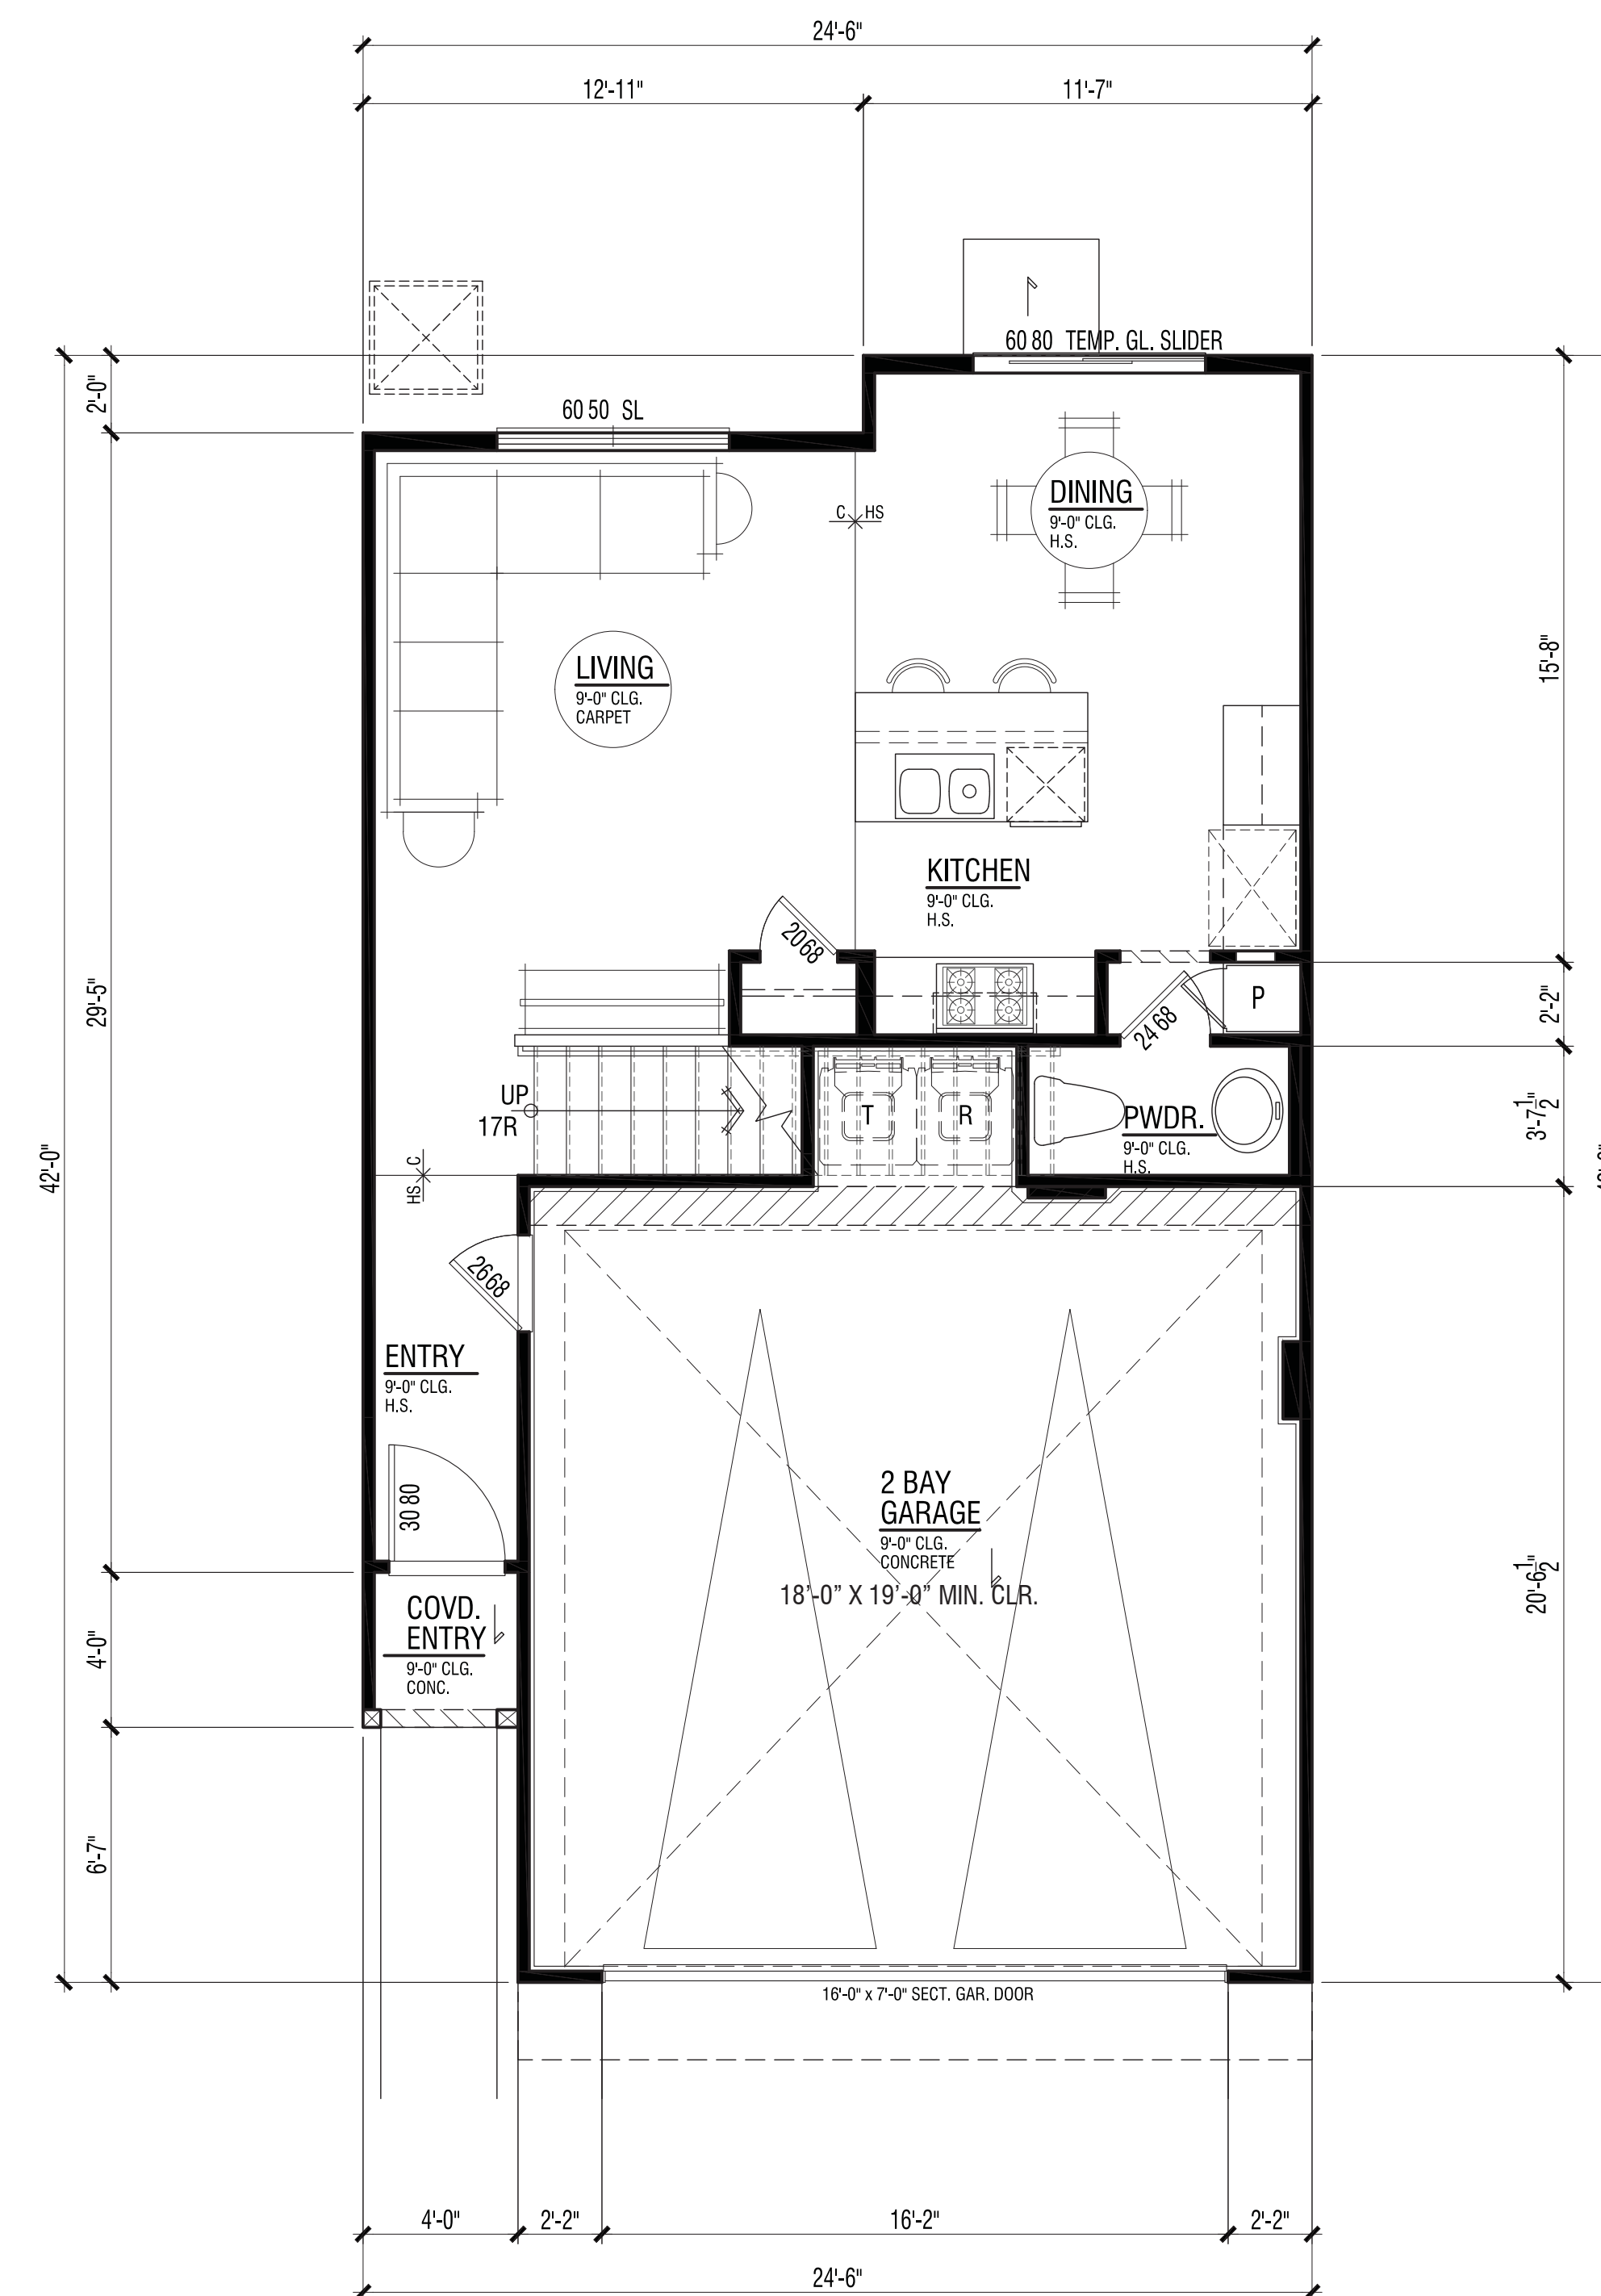 24'-6"
12'-11"
11'-7"
60 80 TEMP. GL. SLIDER
2'-0"
60 50 SL
DINING
9'-0" CLG.
H.S.
C HS
LIVING
9'-0" CLG.
CARPET
15'-8"
KITCHEN
9'-0" CLG.
H.S.
2068
29'-5"
P
2'-2"
24 68
UP
17R
T
R
PWDR.
9'-0" CLG.
H.S.
3'-7 1/2"
42'-0"
HS C
2668
ENTRY
9'-0" CLG.
H.S.
30 80
2 BAY
GARAGE
9'-0" CLG.
CONCRETE
18'-0” X 19'-0” MIN. CLR.
20'-6 1/2"
COVD.
ENTRY
9'-0" CLG.
CONC.
4'-0"
6'-7"
16'-0" x 7'-0" SECT. GAR. DOOR
4'-0"
2'-2"
16'-2"
2'-2"
24'-6"